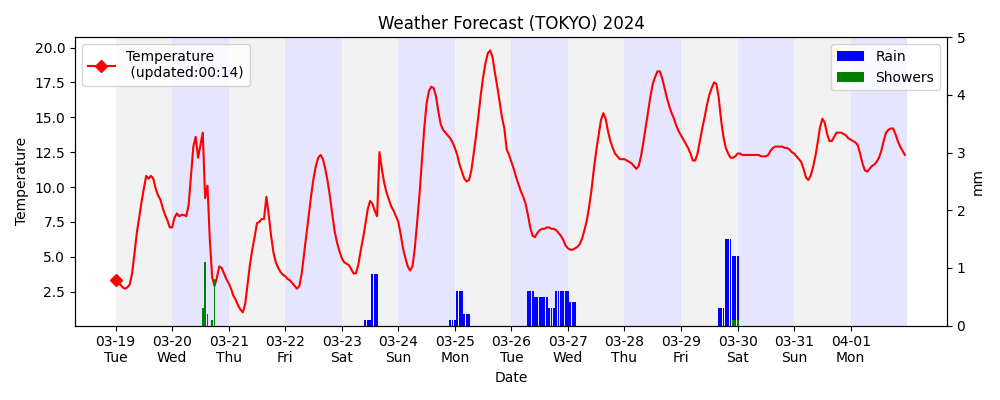 Weather Forecast (TOKYO) 2024
Temperature
(updated:00:14)
Rain
Showers
Temperature
20.0
17.5
15.0
12.5
10.0
7.5
5.0
2.5
5
4
3
2
1
0
mm
03-19 03-20 03-21 03-22 03-23 03-24 03-25 03-26 03-27 03-28 03-29 03-30 03-31 04-01
Tue Wed Thu Fri Sat Sun Mon Tue Wed Thu Fri Sat Sun Mon
Date